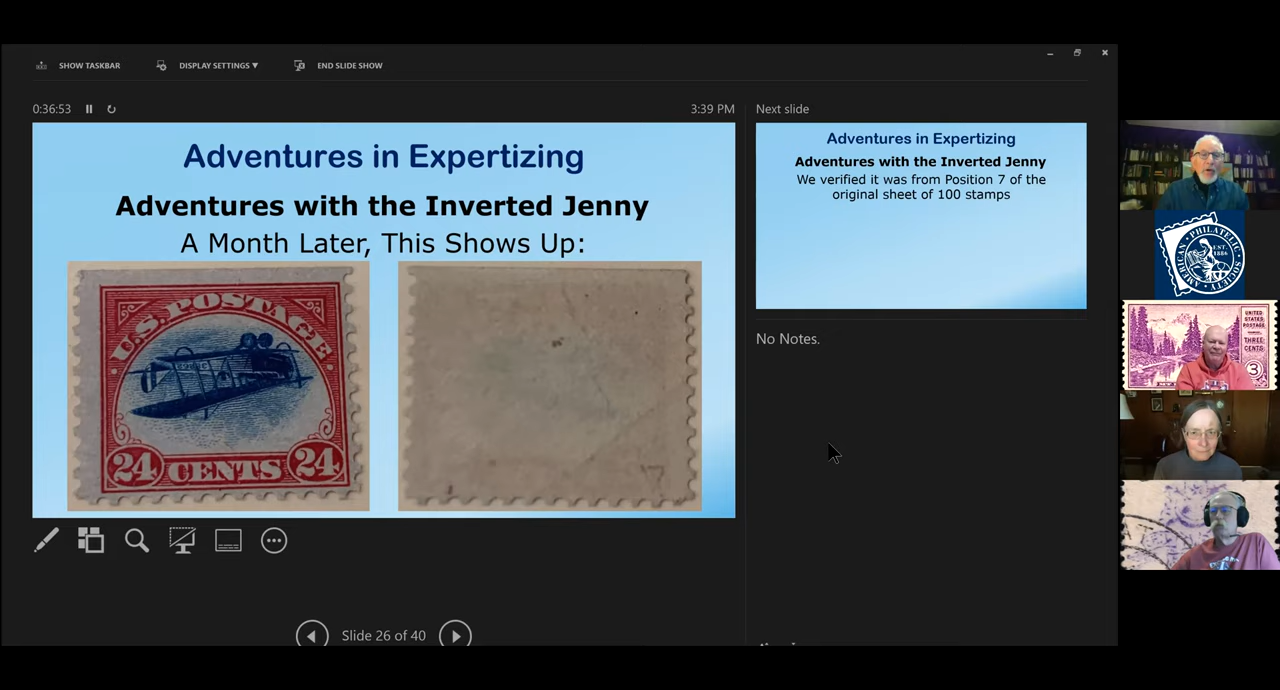 SHOW TASKBAR
DISPLAY SETTINGS ▼
END SLIDE SHOW
0:36:53
3:39 PM
Adventures in Expertizing
Adventures with the Inverted Jenny
A Month Later, This Shows Up:
U.S. POSTAGE
24 CENTS 24
7
Slide 26 of 40
Next slide
Adventures in Expertizing
Adventures with the Inverted Jenny
We verified it was from Position 7 of the
original sheet of 100 stamps
No Notes.
AMERICAN PHILATELIC SOCIETY
EST.
1886
UNITED
STATES
POSTAGE
THREE
CENTS
3